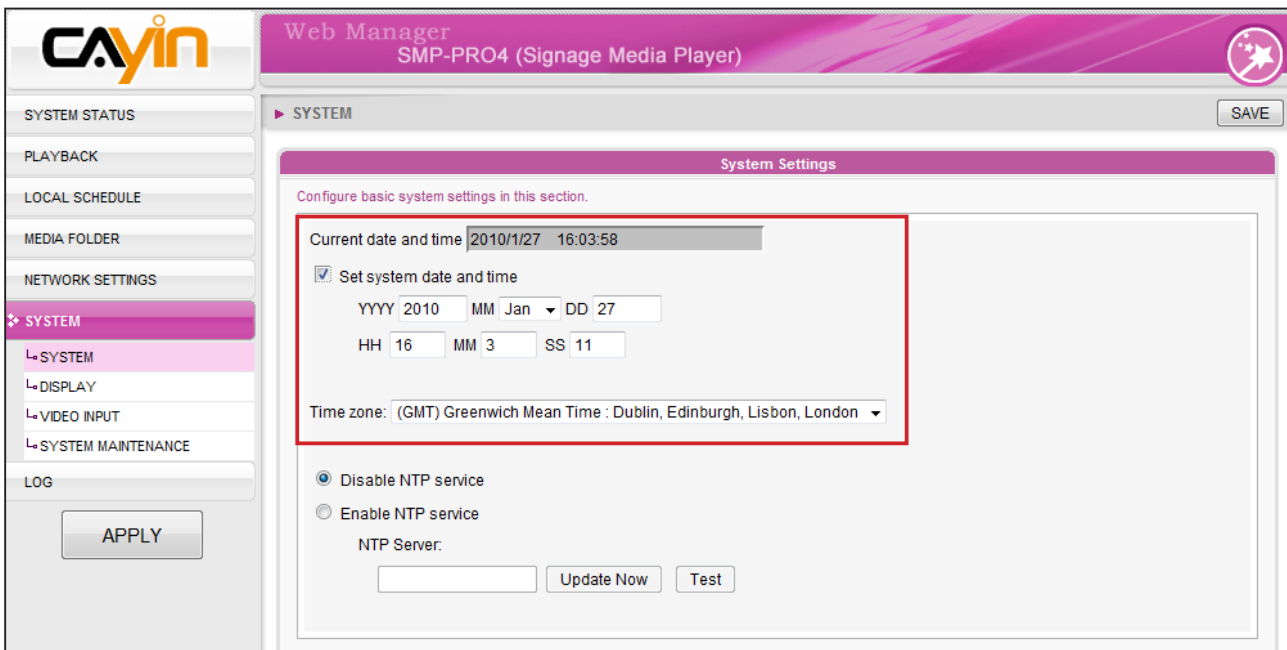 CAYIN
Web Manager
SMP-PRO4 (Signage Media Player)
SYSTEM STATUS
PLAYBACK
LOCAL SCHEDULE
MEDIA FOLDER
NETWORK SETTINGS
SYSTEM
SYSTEM
DISPLAY
VIDEO INPUT
SYSTEM MAINTENANCE
LOG
APPLY
SYSTEM SAVE
System Settings
Configure basic system settings in this section.
Current date and time 2010/1/27 16:03:58
Set system date and time
YYYY 2010 MM Jan DD 27
HH 16 MM 3 SS 11
Time zone: (GMT) Greenwich Mean Time : Dublin, Edinburgh, Lisbon, London
Disable NTP service
Enable NTP service
NTP Server:
Update Now Test